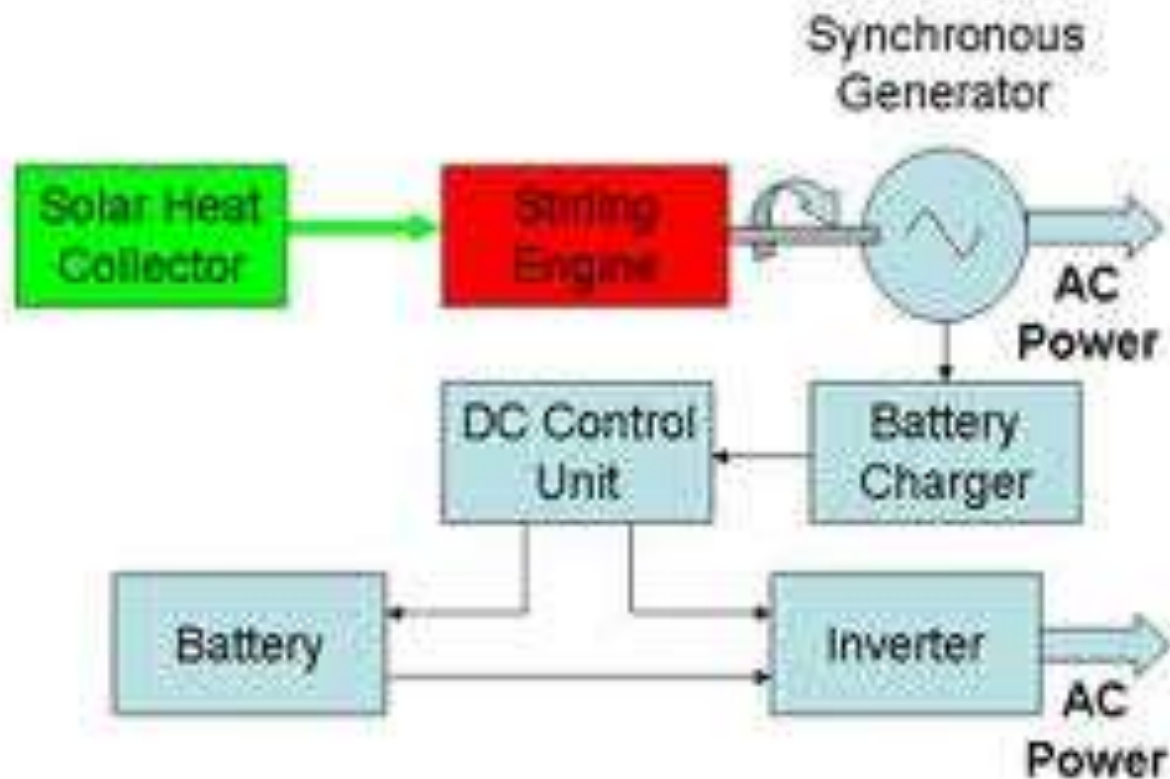 Synchronous
Generator
Solar Heat
Collector
Stirling
Engine
AC
Power
DC Control
Unit
Battery
Charger
Battery
Inverter
AC
Power